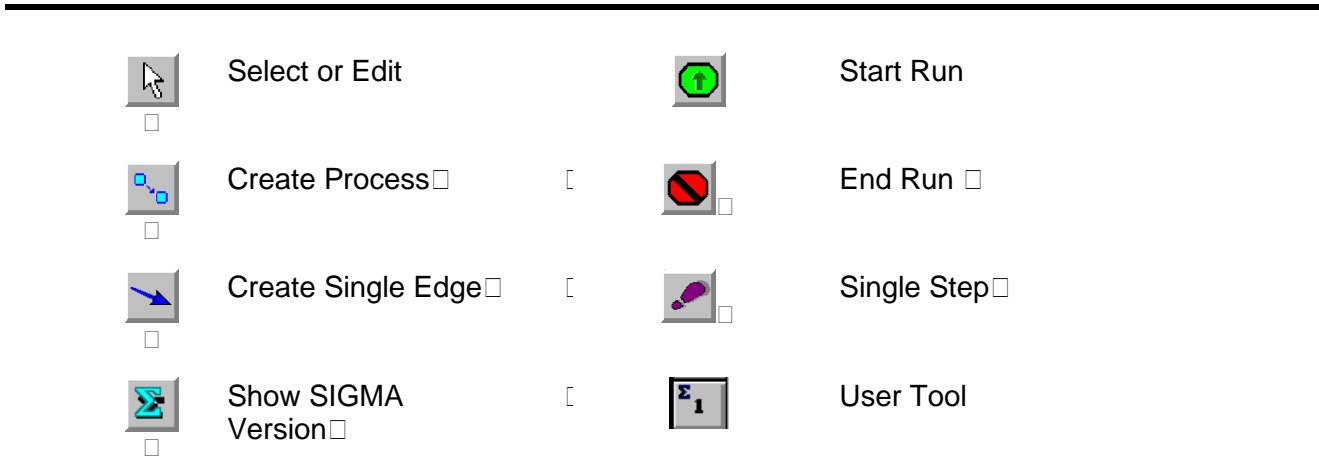 Select or Edit
Start Run
Create Process
End Run
Create Single Edge
Single Step
Show SIGMA
Version
Σ
Σ 1
User Tool